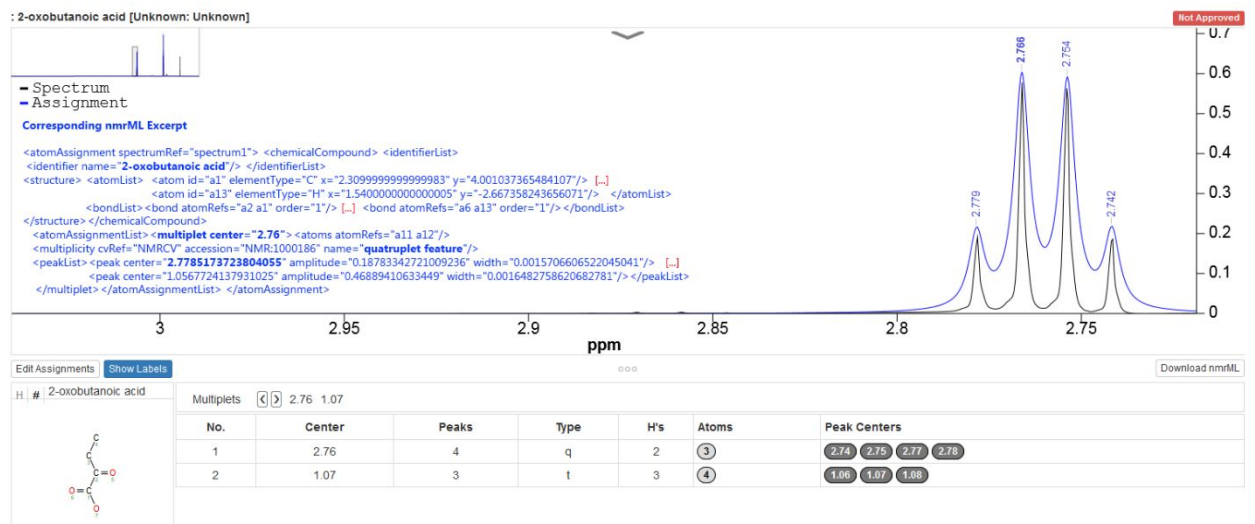 : 2-oxobutanoic acid [Unknown: Unknown]
Not Approved
Spectrum
Assignment
Corresponding nmrML Excerpt
<atomAssignment spectrumRef="spectrum1"> <chemicalCompound> <identifierList>
<identifier name="2-oxobutanoic acid"/> </identifierList>
<structure> <atomList> <atom id="a1" elementType="C" x="2.3099999999999983" y="4.001037365484107"/> [...]
<atom id="a13" elementType="H" x="1.5400000000000005" y="-2.667358243656071"/> </atomList>
<bondList><bond atomRefs="a2 a1" order="1"/> [...] <bond atomRefs="a6 a13" order="1"/></bondList>
</structure></chemicalCompound>
<atomAssignmentList><multiplet center="2.76"> <atoms atomRefs="a11 a12"/>
<multiplicity cvRef="NMRCV" accession="NMR:1000186" name="quatruplet feature"/>
<peakList><peak center="2.7785173723804055" amplitude="0.18783342721009236" width="0.0015706606522045041"/> [...]
<peak center="1.0567724137931025" amplitude="0.46889410633449" width="0.0016482758620682781"/></peakList>
</multiplet></atomAssignmentList> </atomAssignment>
2.779
2.766
2.754
2.742
0.7
0.6
0.5
0.4
0.3
0.2
0.1
0
3 2.95 2.9 2.85 2.8 2.75
ppm
Edit Assignments Show Labels Download nmrML
H # 2-oxobutanoic acid
Multiplets 2.76 1.07
No. Center Peaks Type H's Atoms Peak Centers
1 2.76 4 q 2 3 2.74 2.75 2.77 2.78
2 1.07 3 t 3 4 1.06 1.07 1.08
C
C
C=O
O=C
O